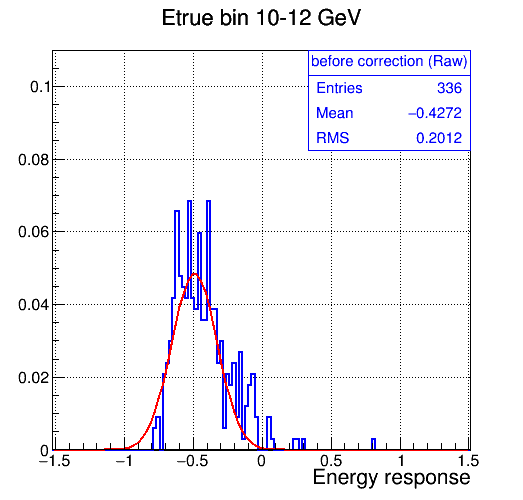 Etrue bin 10-12 GeV
before correction (Raw)
Entries 336
Mean −0.4272
RMS 0.2012
0.1
0.08
0.06
0.04
0.02
0
−1.5 −1 −0.5 0 0.5 1 1.5
Energy response